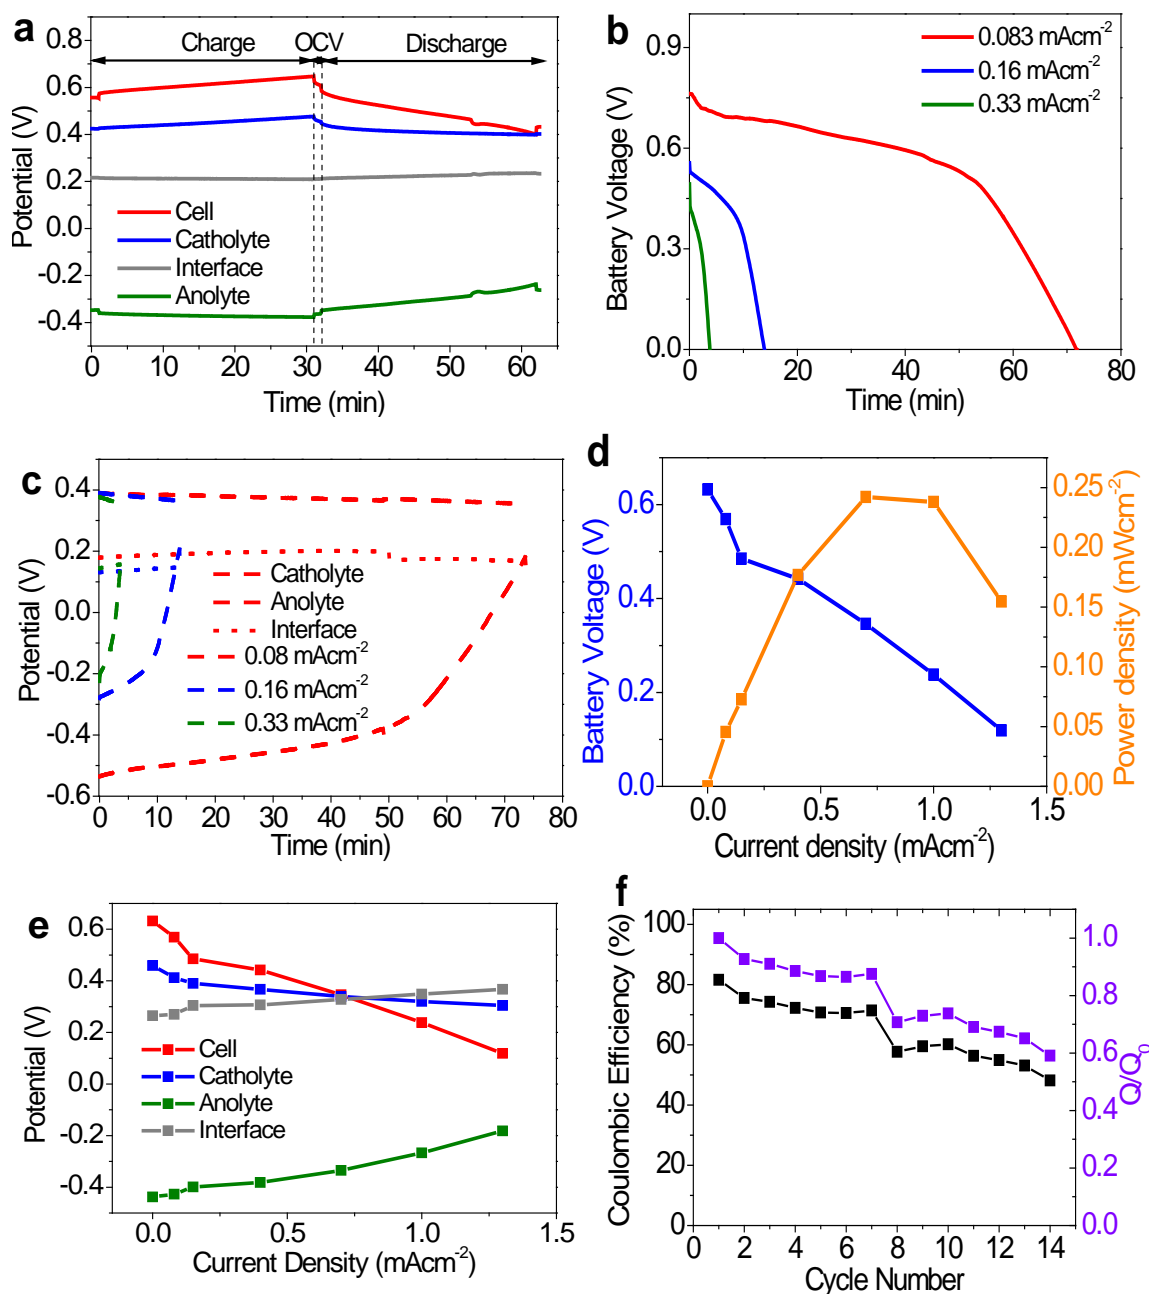 a
0.8
0.6
0.4
0.2
0.0
-0.2
-0.4
Potential (V)
Charge
OCV
Discharge
Cell
Catholyte
Interface
Anolyte
0 10 20 30 40 50 60
Time (min)
b
0.9
0.6
0.3
0.0
Battery Voltage (V)
0.083 mAcm⁻²
0.16 mAcm⁻²
0.33 mAcm⁻²
0 20 40 60 80
Time (min)
c
0.4
0.2
0.0
-0.2
-0.4
-0.6
Potential (V)
Catholyte
Anolyte
Interface
0.08 mAcm⁻²
0.16 mAcm⁻²
0.33 mAcm⁻²
0 10 20 30 40 50 60 70 80
Time (min)
d
0.6
0.4
0.2
0.0
Battery Voltage (V)
0.25
0.20
0.15
0.10
0.05
0.00
Power density (mWcm⁻²)
0.0 0.5 1.0 1.5
Current density (mAcm⁻²)
e
0.6
0.4
0.2
0.0
-0.2
-0.4
Potential (V)
Cell
Catholyte
Anolyte
Interface
0.0 0.5 1.0 1.5
Current Density (mAcm⁻²)
f
100
80
60
40
20
0
Coulombic Efficiency (%)
1.0
0.8
0.6
0.4
0.2
0.0
Q/Q₀
0 2 4 6 8 10 12 14
Cycle Number